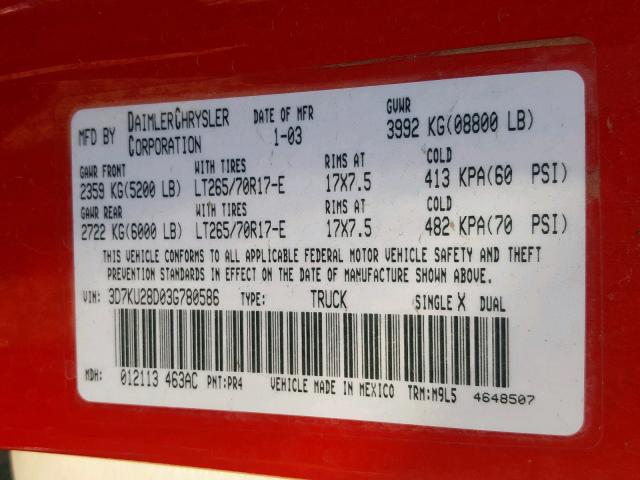 MFD BY DAIMLERCHRYSLER CORPORATION DATE OF MFR 1-03 GVWR 3992 KG(08800 LB)
GAWR FRONT WITH TIRES RIMS AT COLD
2359 KG(5200 LB) LT265/70R17-E 17X7.5 413 KPA(60 PSI)
GAWR REAR WITH TIRES RIMS AT COLD
2722 KG(6000 LB) LT265/70R17-E 17X7.5 482 KPA(70 PSI)
THIS VEHICLE CONFORMS TO ALL APPLICABLE FEDERAL MOTOR VEHICLE SAFETY AND THEFT
PREVENTION STANDARDS IN EFFECT ON THE DATE OF MANUFACTURE SHOWN ABOVE.
VIN: 3D7KU28D03G780586 TYPE: TRUCK SINGLE X DUAL
MDH: 012113 463AC PNT:PR4 VEHICLE MADE IN MEXICO TRM:M9L5 4648507